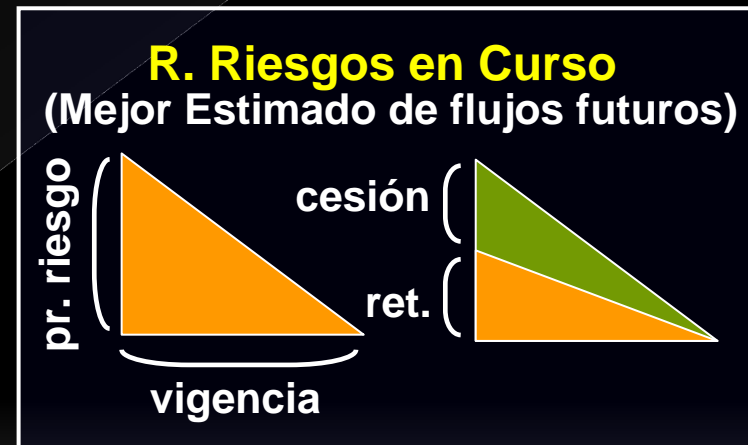 R. Riesgos en Curso
(Mejor Estimado de flujos futuros)
pr. riesgo
cesión
ret.
vigencia